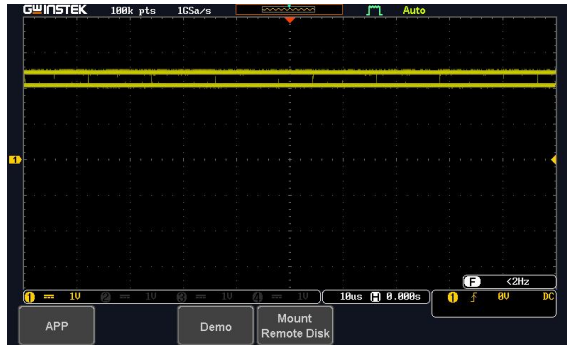 GWINSTEK 100k pts 1GSa/s Auto
1
F <2Hz
1 1V 2 1V 3 1V 4 1V 10us H 0.000s 1 0V DC
APP Demo Mount
Remote Disk